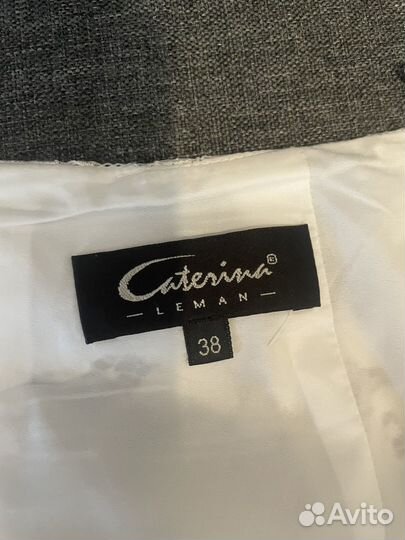 Caterina®
— LEMAN —
38
Avito